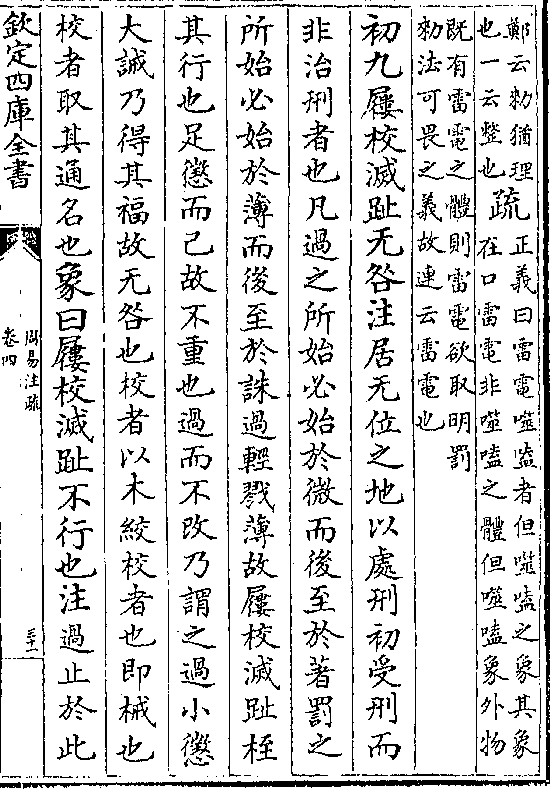 鄭云勑猶理
也一云整也
疏
正義曰雷電噬嗑者但噬嗑之象其象
在口雷電非噬嗑之體但噬嗑象外物
既有雷電之體則雷電欲取明罰
勑法可畏之義故連云雷電也
初九屨校滅趾无咎注居无位之地以處刑初受刑而
非治刑者也凡過之所始必始於微而後至於著罰之
所始必始於薄而後至於誅過輕戮薄故屨校滅趾桎
其行也足懲而已故不重也過而不改乃謂之過小懲
大誡乃得其福故无咎也校者以木絞校者也即械也
校者取其通名也象曰屨校滅趾不行也注過止於此
欽定四庫全書
周易注疏
卷四
三十一